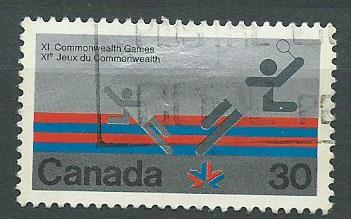 XI Commonwealth Games
XIe Jeux du Commonwealth
Canada 30